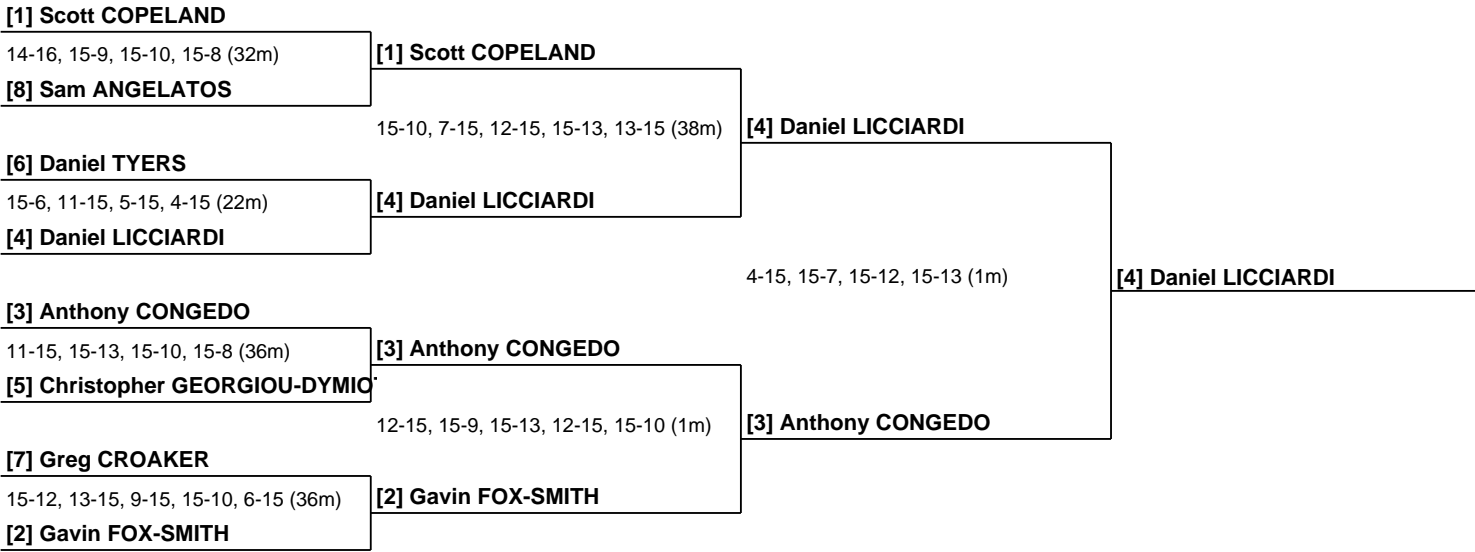 [1] Scott COPELAND
14-16, 15-9, 15-10, 15-8 (32m)
[8] Sam ANGELATOS
[6] Daniel TYERS
15-6, 11-15, 5-15, 4-15 (22m)
[4] Daniel LICCIARDI
[3] Anthony CONGEDO
11-15, 15-13, 15-10, 15-8 (36m)
[5] Christopher GEORGIOU-DYMIO
[7] Greg CROAKER
15-12, 13-15, 9-15, 15-10, 6-15 (36m)
[2] Gavin FOX-SMITH
[1] Scott COPELAND
15-10, 7-15, 12-15, 15-13, 13-15 (38m)
[4] Daniel LICCIARDI
[3] Anthony CONGEDO
12-15, 15-9, 15-13, 12-15, 15-10 (1m)
[2] Gavin FOX-SMITH
[4] Daniel LICCIARDI
4-15, 15-7, 15-12, 15-13 (1m)
[3] Anthony CONGEDO
[4] Daniel LICCIARDI